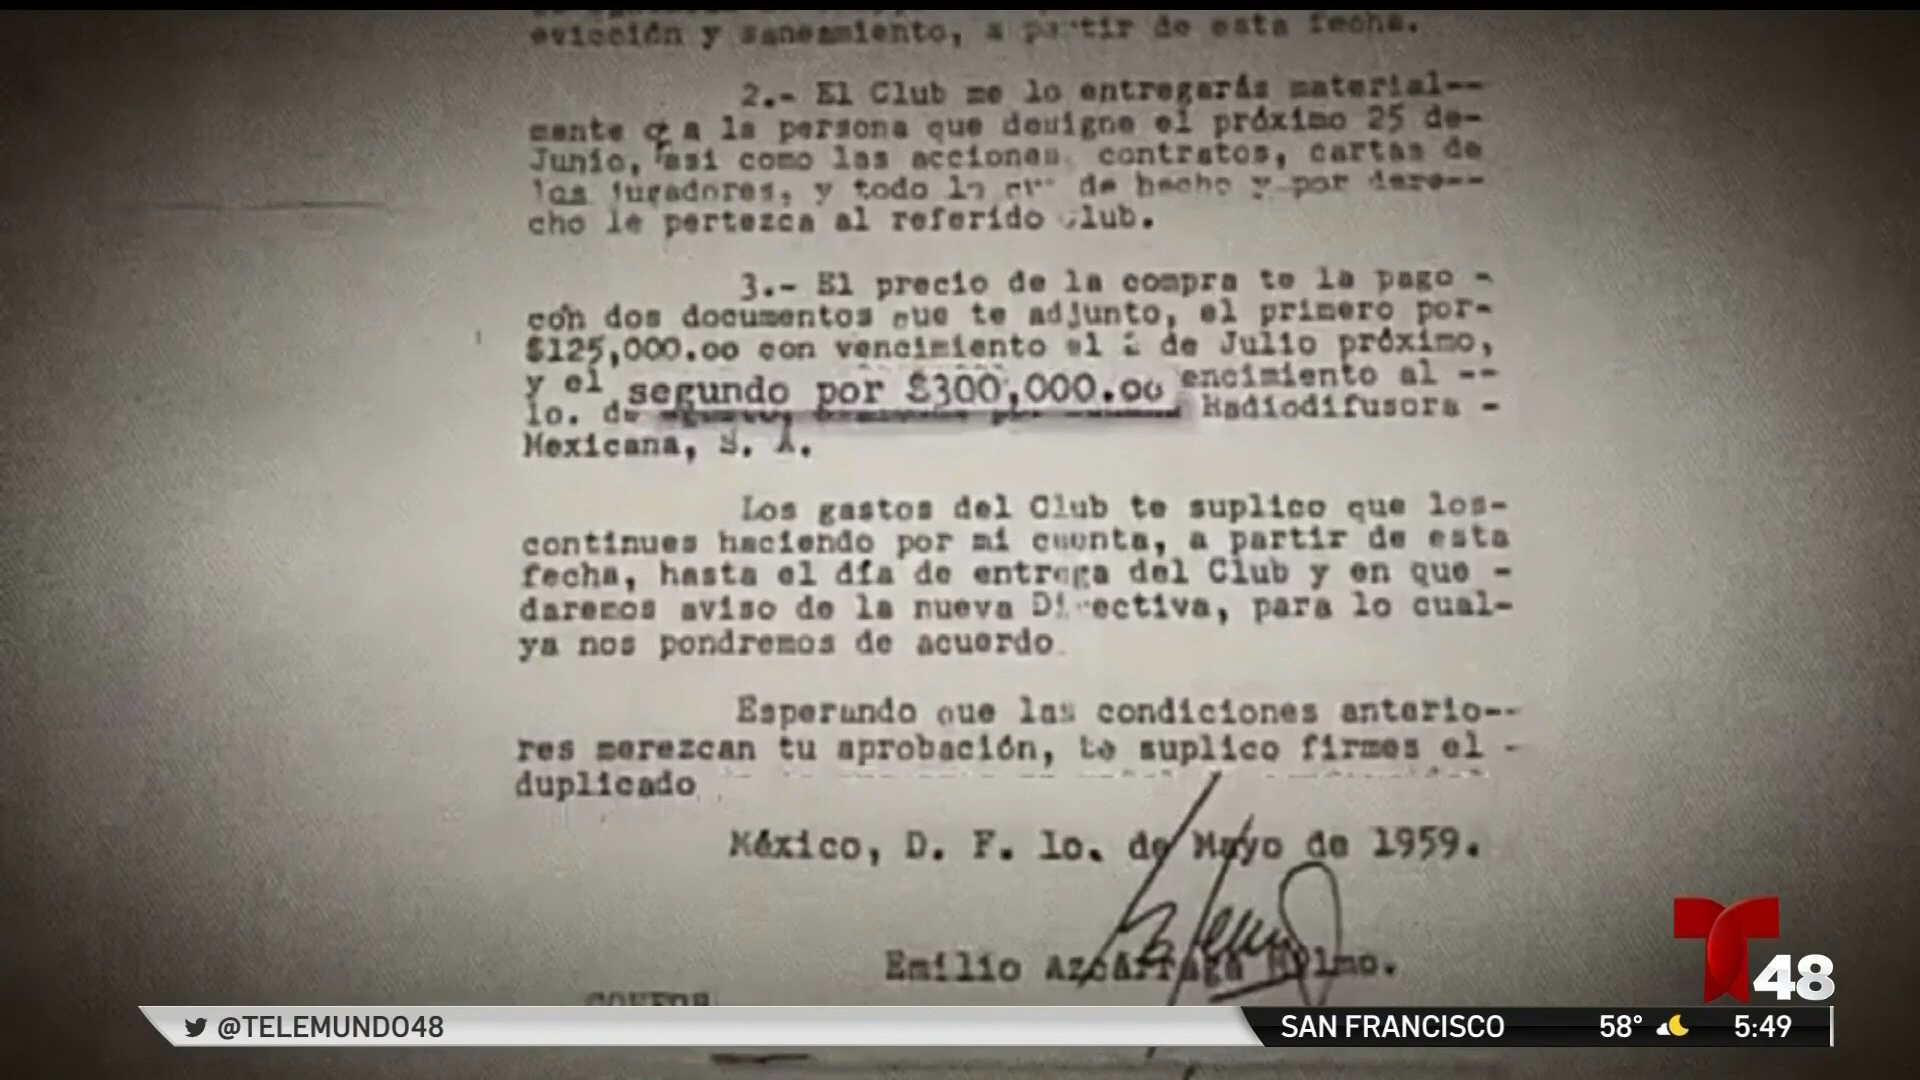 evicción y saneamiento, a partir de esta fecha.
2.- El Club me lo entregarás material--
mente o a la persona que designe el próximo 25 de-
Junio, asi como las acciones, contratos, cartas de
los jugadores, y todo lo que de hecho y por dere--
cho le pertezca al referido Club.
3.- El precio de la compra te la pago -
con dos documentos que te adjunto, el primero por-
$125,000.oo con vencimiento el de Julio próximo,
y el segundo por $300,000.oo encimiento al --
lo. de Radiodifusora -
Mexicana, S. A.
Los gastos del Club te suplico que los-
continues haciendo por mi cuenta, a partir de esta
fecha, hasta el día de entrega del Club y en que -
daremos aviso de la nueva Directiva, para lo cual-
ya nos pondremos de acuerdo.
Esperando que las condiciones anterio--
res merezcan tu aprobación, te suplico firmes el -
duplicado
México, D. F. lo. de Mayo de 1959.
Emilio Azcárraga Milmo.
48
@TELEMUNDO48
SAN FRANCISCO 58° 5:49